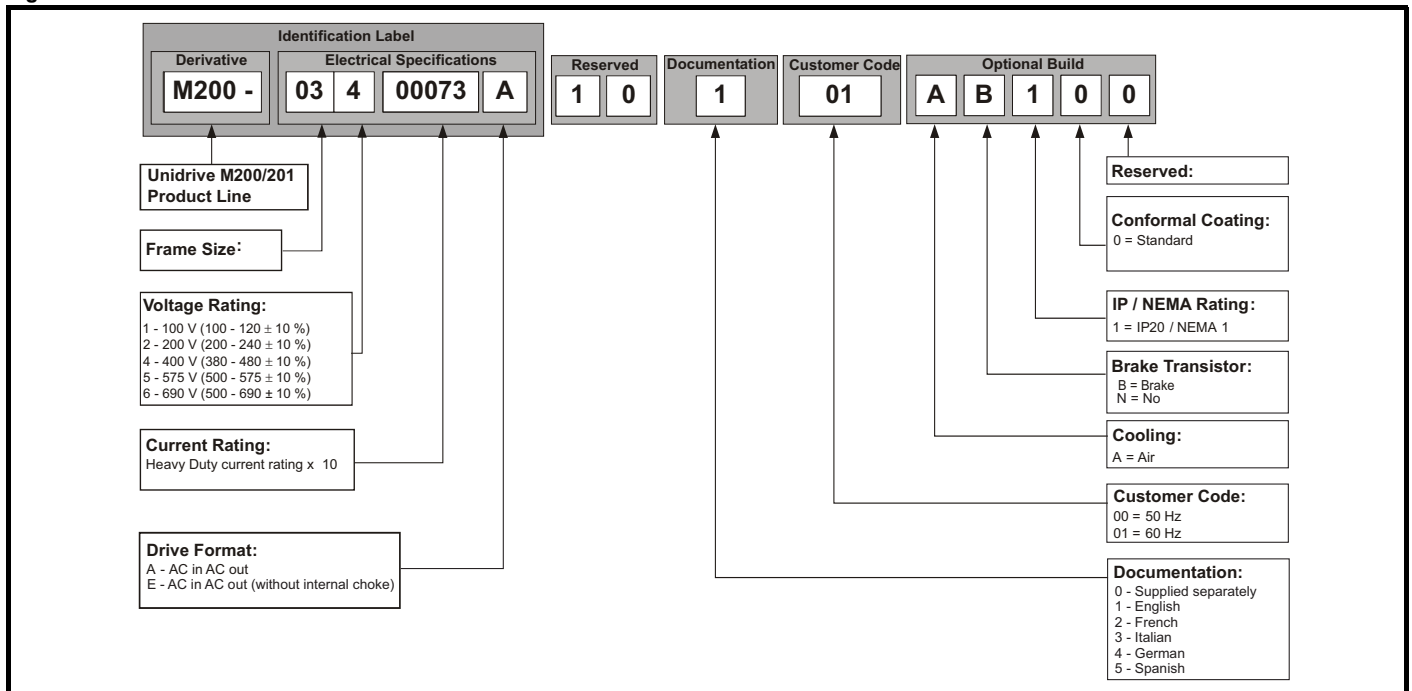 Identification Label
Derivative
Electrical Specifications
Reserved
Documentation
Customer Code
Optional Build
M200 -
03 4 00073 A
1 0
1
01
A B 1 0 0
Unidrive M200/201
Product Line
Frame Size:
Voltage Rating:
1 - 100 V (100 - 120 ± 10 %)
2 - 200 V (200 - 240 ± 10 %)
4 - 400 V (380 - 480 ± 10 %)
5 - 575 V (500 - 575 ± 10 %)
6 - 690 V (500 - 690 ± 10 %)
Current Rating:
Heavy Duty current rating x 10
Drive Format:
A - AC in AC out
E - AC in AC out (without internal choke)
Reserved:
Conformal Coating:
0 = Standard
IP / NEMA Rating:
1 = IP20 / NEMA 1
Brake Transistor:
B = Brake
N = No
Cooling:
A = Air
Customer Code:
00 = 50 Hz
01 = 60 Hz
Documentation:
0 - Supplied separately
1 - English
2 - French
3 - Italian
4 - German
5 - Spanish